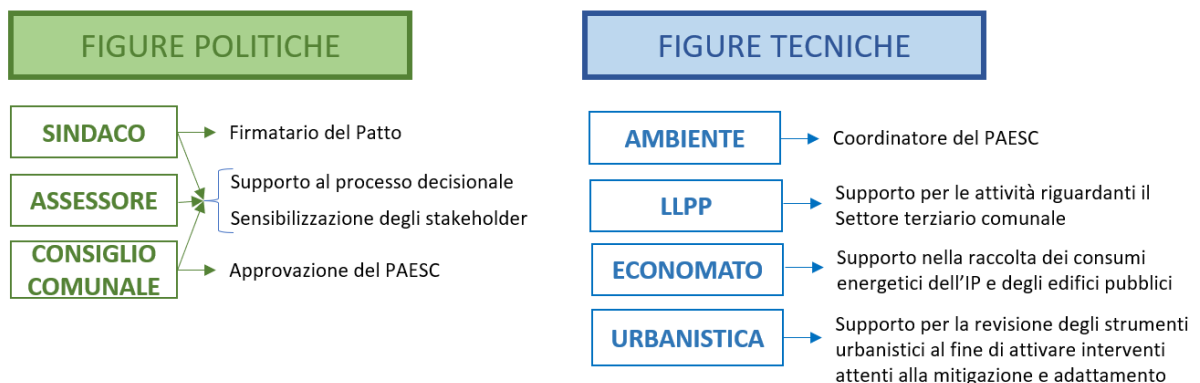 FIGURE POLITICHE
SINDACO
Firmatario del Patto
ASSESSORE
Supporto al processo decisionale
Sensibilizzazione degli stakeholder
CONSIGLIO
COMUNALE
Approvazione del PAESC
FIGURE TECNICHE
AMBIENTE
Coordinatore del PAESC
LLPP
Supporto per le attività riguardanti il
Settore terziario comunale
ECONOMATO
Supporto nella raccolta dei consumi
energetici dell'IP e degli edifici pubblici
URBANISTICA
Supporto per la revisione degli strumenti
urbanistici al fine di attivare interventi
attenti alla mitigazione e adattamento